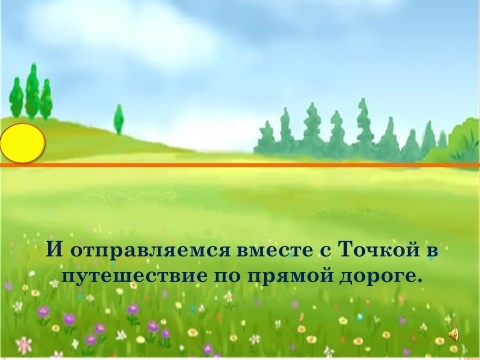 И отправляемся вместе с Точкой в
путешествие по прямой дороге.